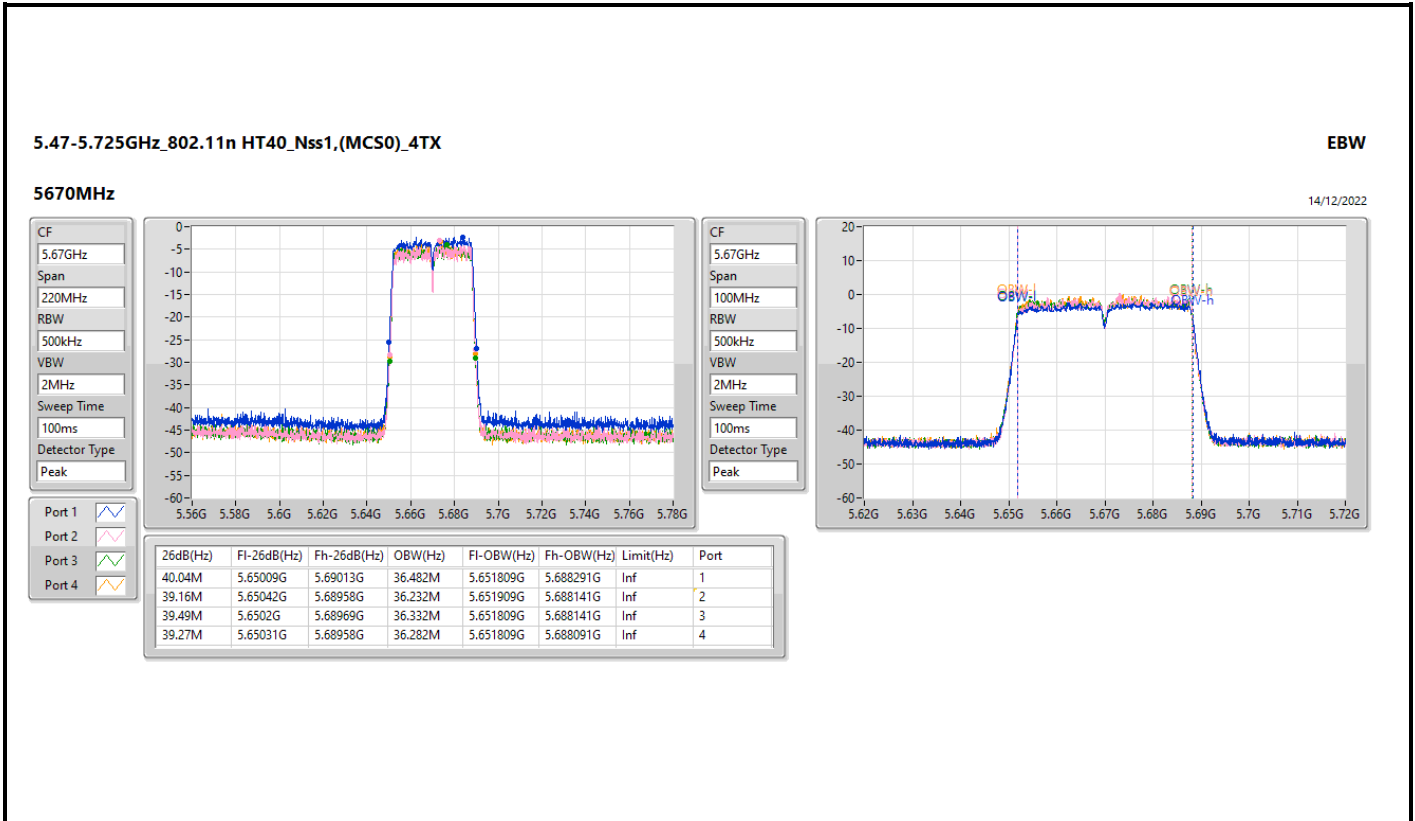 5.47-5.725GHz_802.11n HT40_Nss1,(MCS0)_4TX EBW
5670MHz
14/12/2022
CF
5.67GHz
Span
220MHz
RBW
500kHz
VBW
2MHz
Sweep Time
100ms
Detector Type
Peak
0
-5
-10
-15
-20
-25
-30
-35
-40
-45
-50
-55
-60
5.56G 5.58G 5.6G 5.62G 5.64G 5.66G 5.68G 5.7G 5.72G 5.74G 5.76G 5.78G
CF
5.67GHz
Span
100MHz
RBW
500kHz
VBW
2MHz
Sweep Time
100ms
Detector Type
Peak
20
10
0
-10
-20
-30
-40
-50
-60
OBW-l OBW-h
OBW-l OBW-h
5.62G 5.63G 5.64G 5.65G 5.66G 5.67G 5.68G 5.69G 5.7G 5.71G 5.72G
Port 1
Port 2
Port 3
Port 4
26dB(Hz) Fl-26dB(Hz) Fh-26dB(Hz) OBW(Hz) Fl-OBW(Hz) Fh-OBW(Hz) Limit(Hz) Port
40.04M 5.65009G 5.69013G 36.482M 5.651809G 5.688291G Inf 1
39.16M 5.65042G 5.68958G 36.232M 5.651909G 5.688141G Inf 2
39.49M 5.6502G 5.68969G 36.332M 5.651809G 5.688141G Inf 3
39.27M 5.65031G 5.68958G 36.282M 5.651809G 5.688091G Inf 4